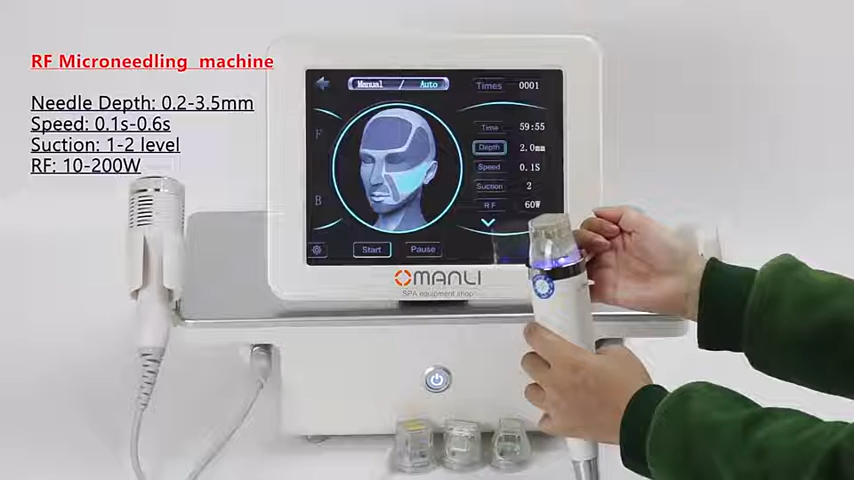 RF Microneedling machine
Needle Depth: 0.2-3.5mm
Speed: 0.1s-0.6s
Suction: 1-2 level
RF: 10-200W
Manual / Auto
Times 0001
F
Time 59:55
Depth 2.0mm
Speed 0.1S
B
Suction 2
RF 60W
Start Pause
OMANLI
SPA equipment shop